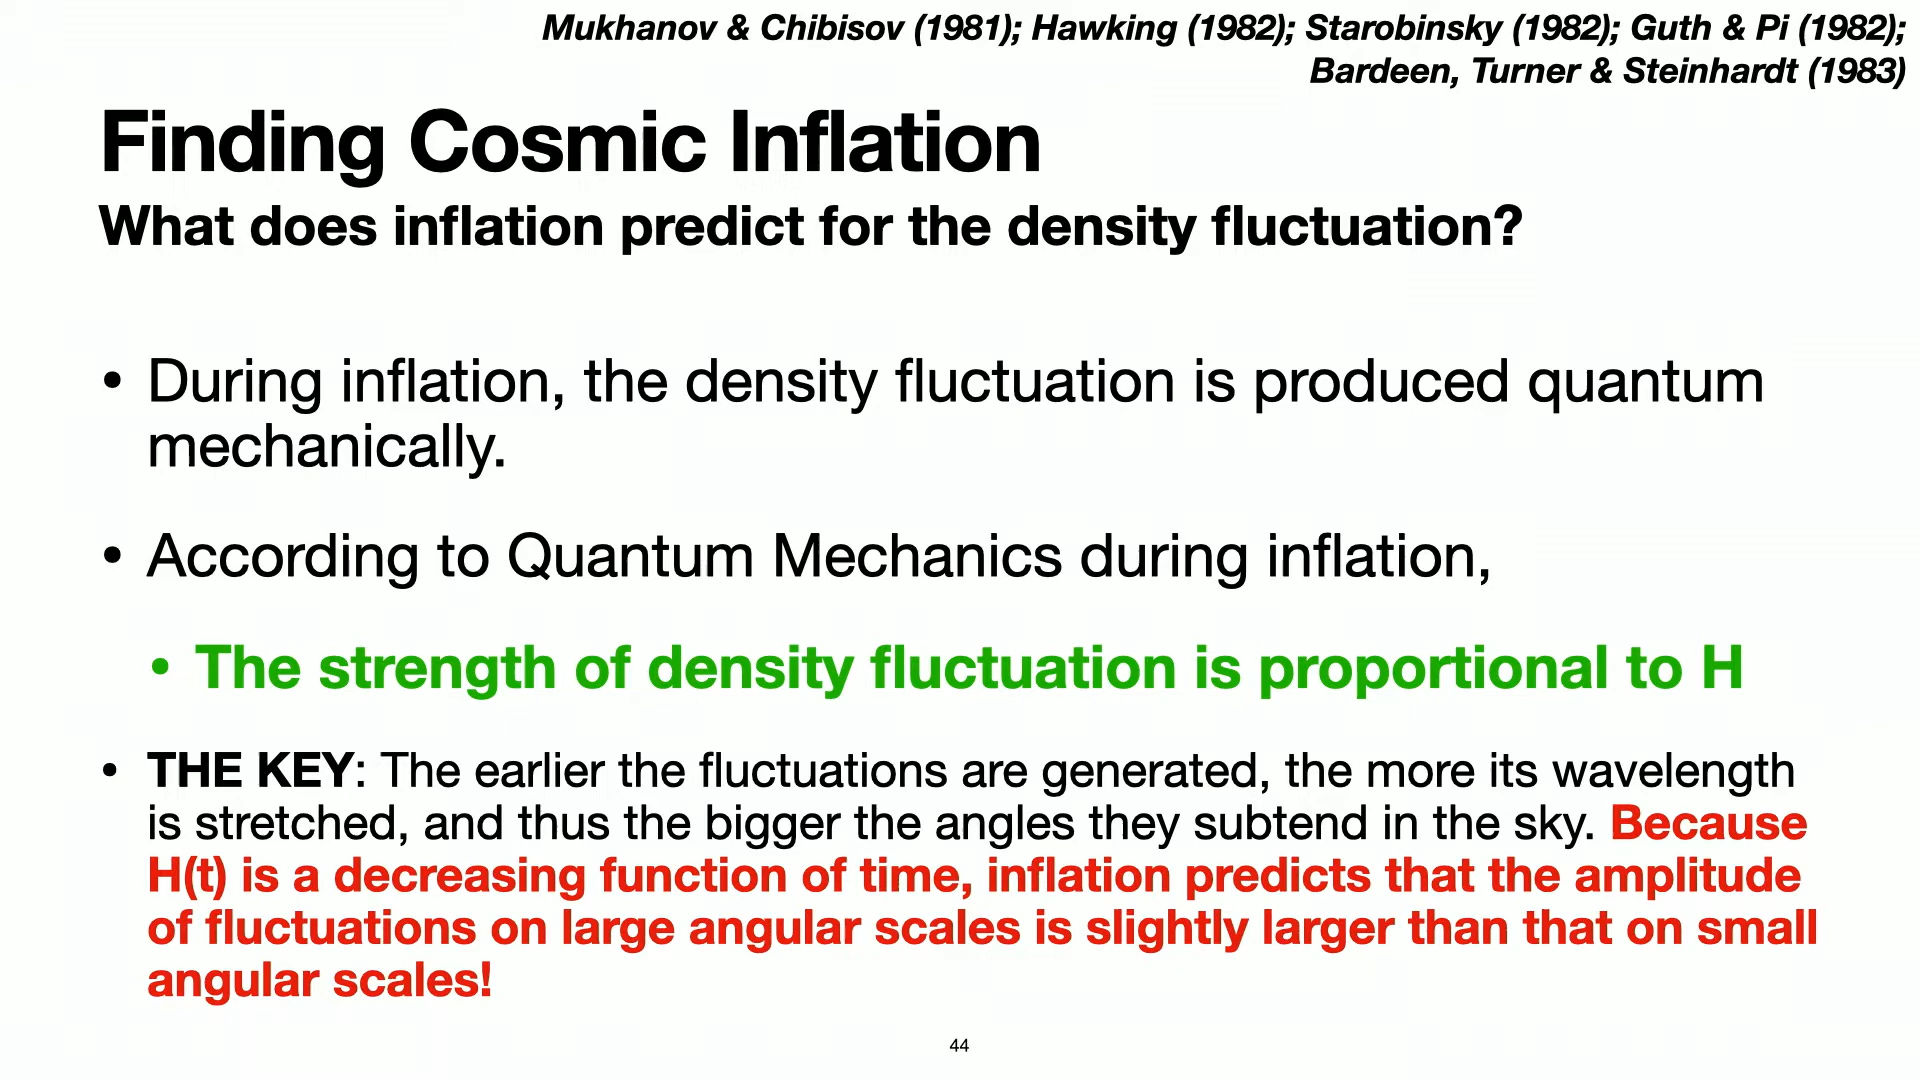 Mukhanov & Chibisov (1981); Hawking (1982); Starobinsky (1982); Guth & Pi (1982);
Bardeen, Turner & Steinhardt (1983)
Finding Cosmic Inflation
What does inflation predict for the density fluctuation?
• During inflation, the density fluctuation is produced quantum
mechanically.
• According to Quantum Mechanics during inflation,
• The strength of density fluctuation is proportional to H
• THE KEY: The earlier the fluctuations are generated, the more its wavelength
is stretched, and thus the bigger the angles they subtend in the sky. Because
H(t) is a decreasing function of time, inflation predicts that the amplitude
of fluctuations on large angular scales is slightly larger than that on small
angular scales!
44